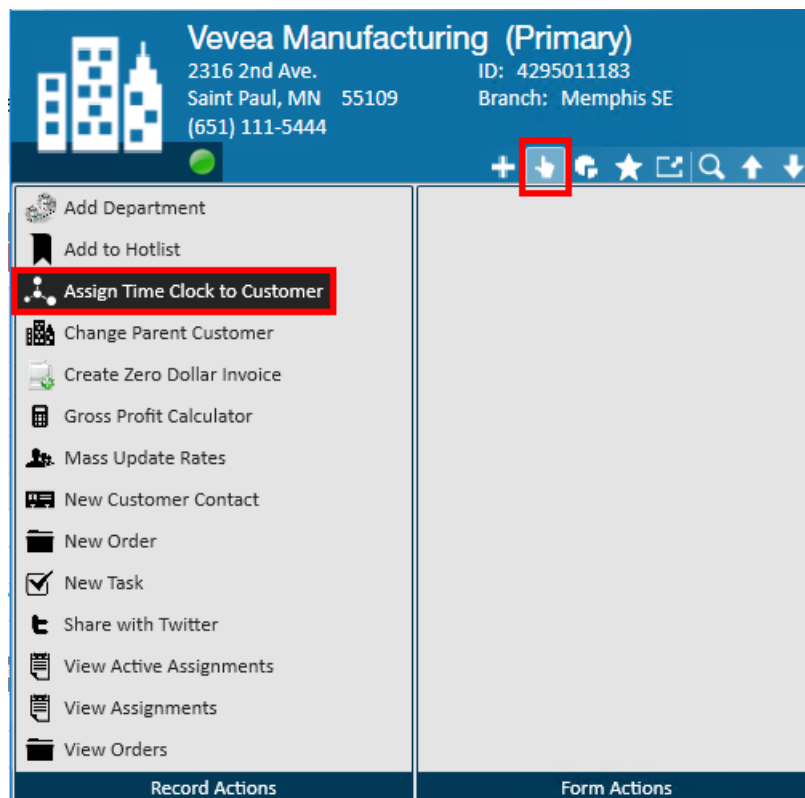 Vevea Manufacturing (Primary)
2316 2nd Ave. ID: 4295011183
Saint Paul, MN 55109 Branch: Memphis SE
(651) 111-5444
Add Department
Add to Hotlist
Assign Time Clock to Customer
Change Parent Customer
Create Zero Dollar Invoice
Gross Profit Calculator
Mass Update Rates
New Customer Contact
New Order
New Task
Share with Twitter
View Active Assignments
View Assignments
View Orders
Record Actions Form Actions